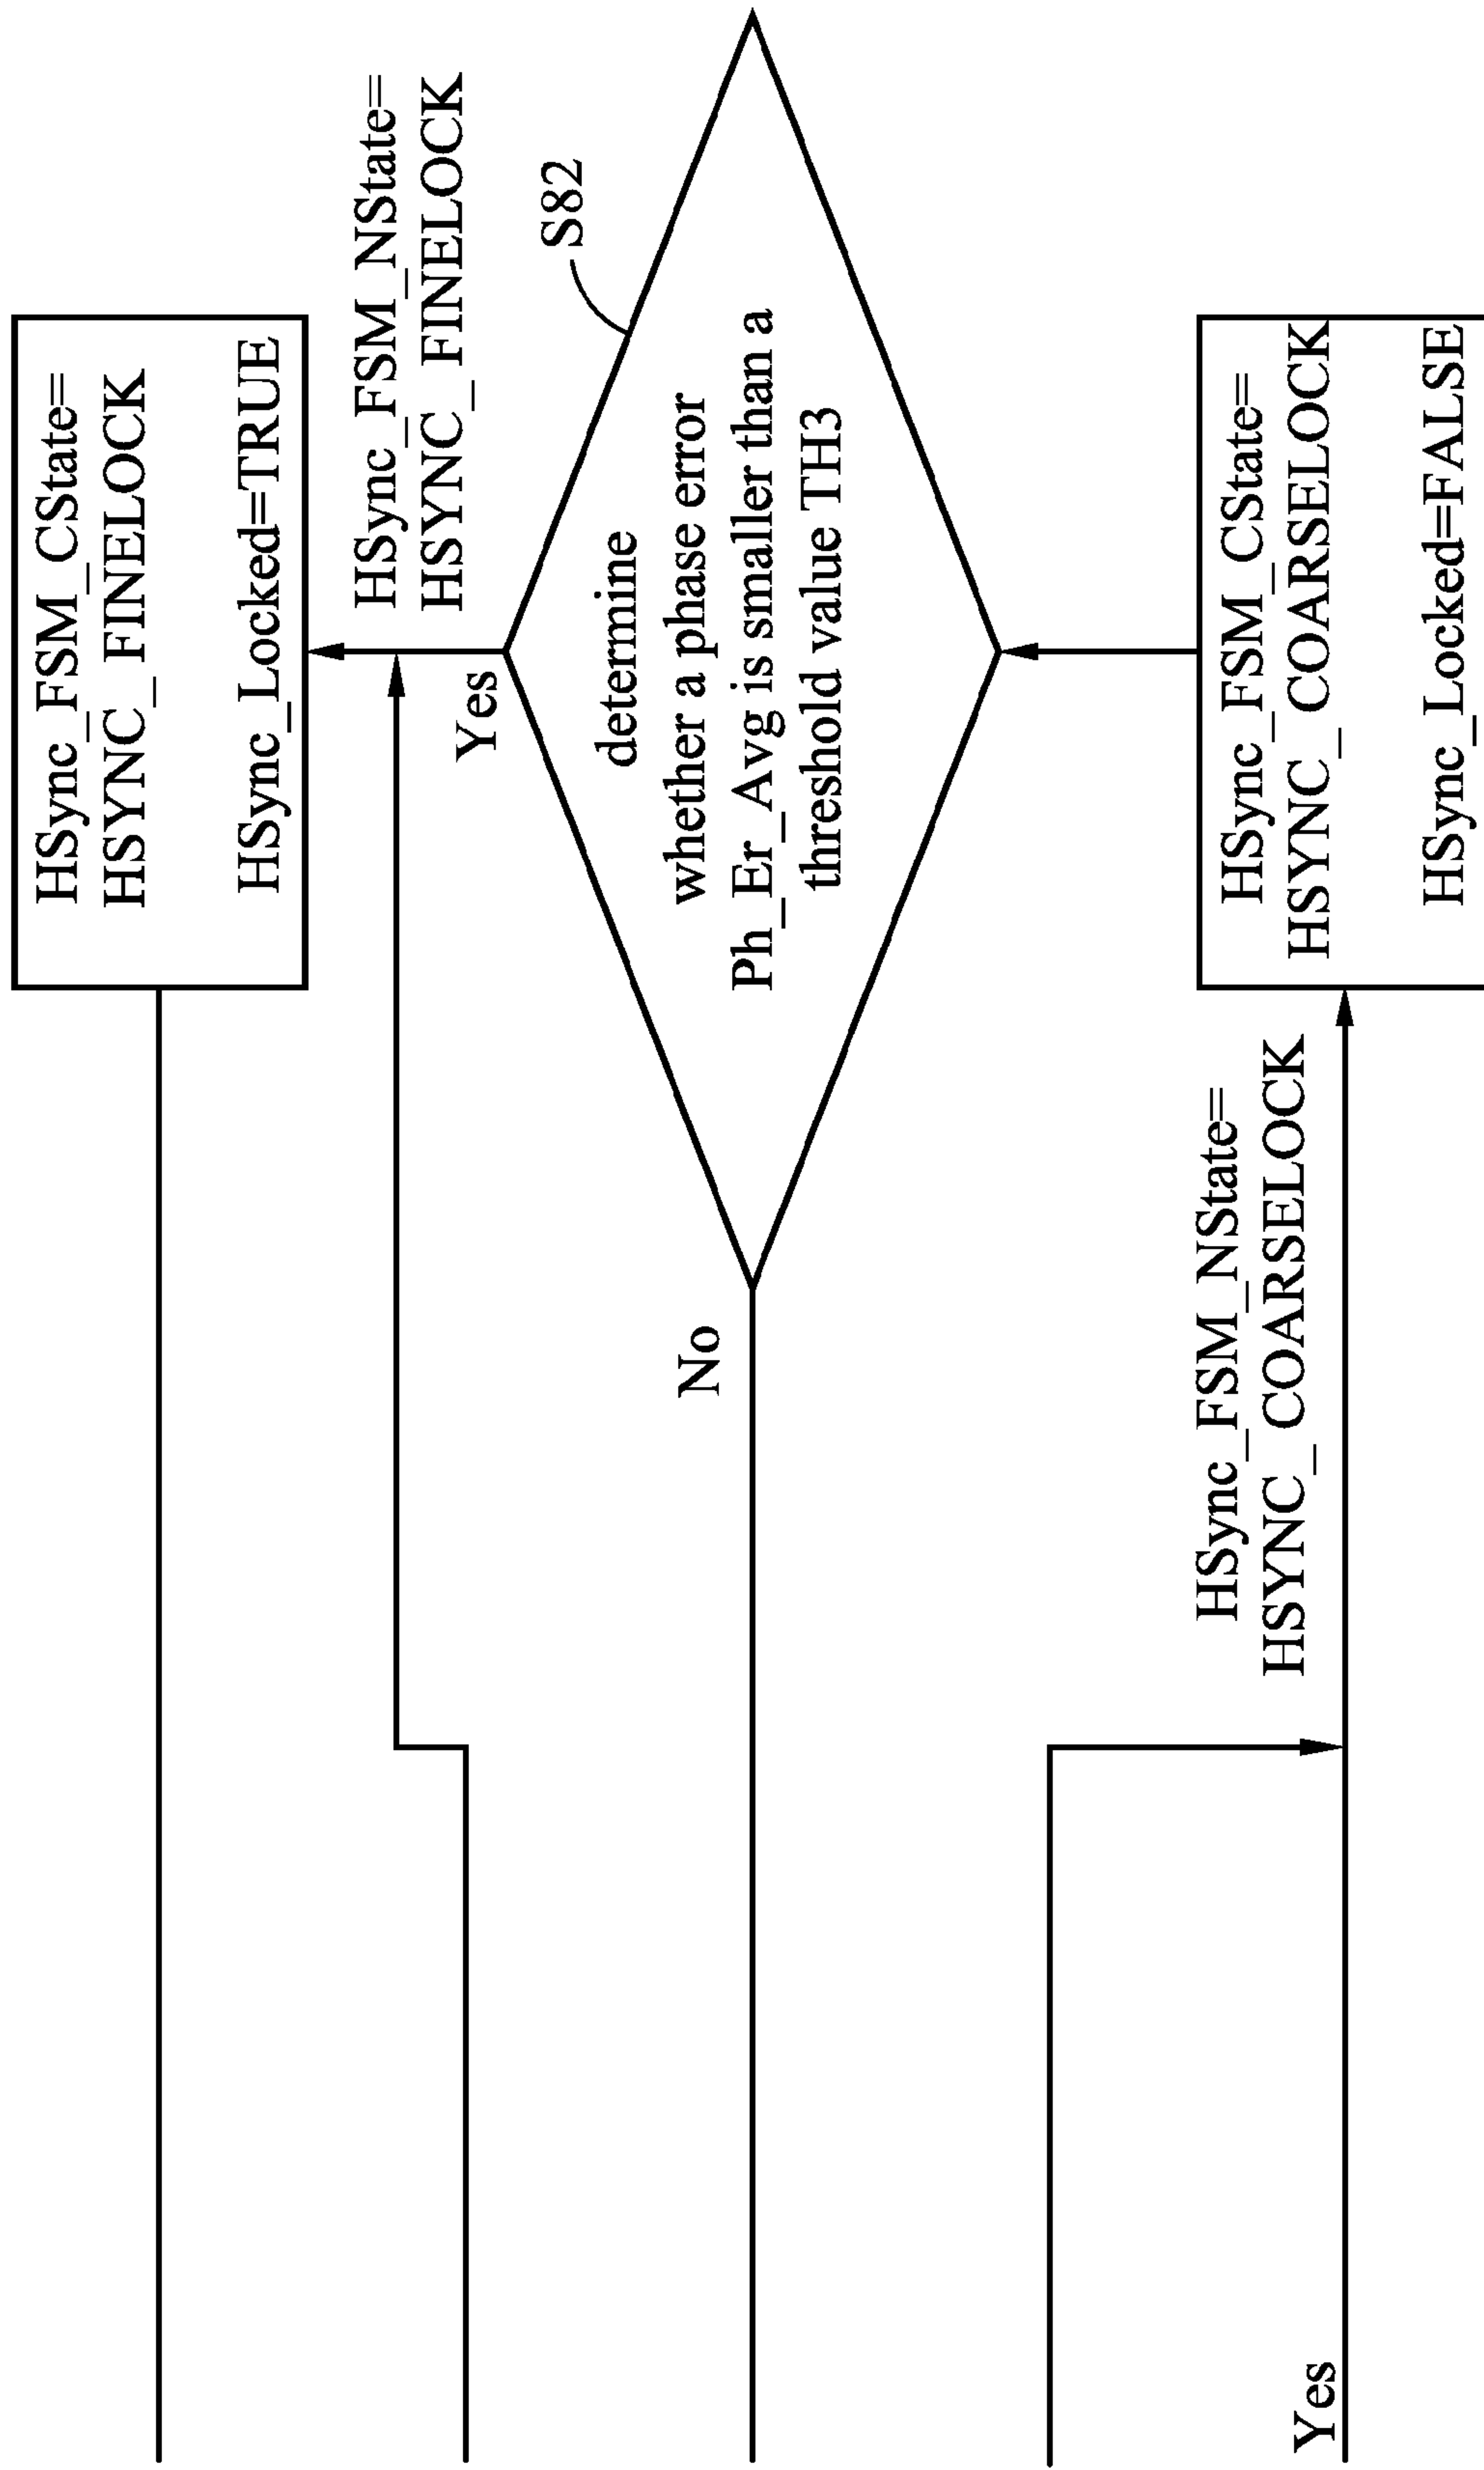 HSync_FSM_CState=
HSYNC_FINELOCK
HSync_Locked=TRUE
HSync_FSM_NState=
HSYNC_FINELOCK
Yes
S82
determine
whether a phase error
Ph_Er_Avg is smaller than a
threshold value TH3
No
HSync_FSM_NState=
HSYNC_COARSELOCK
Yes
HSync_FSM_CState=
HSYNC_COARSELOCK
HSync_Locked=FALSE